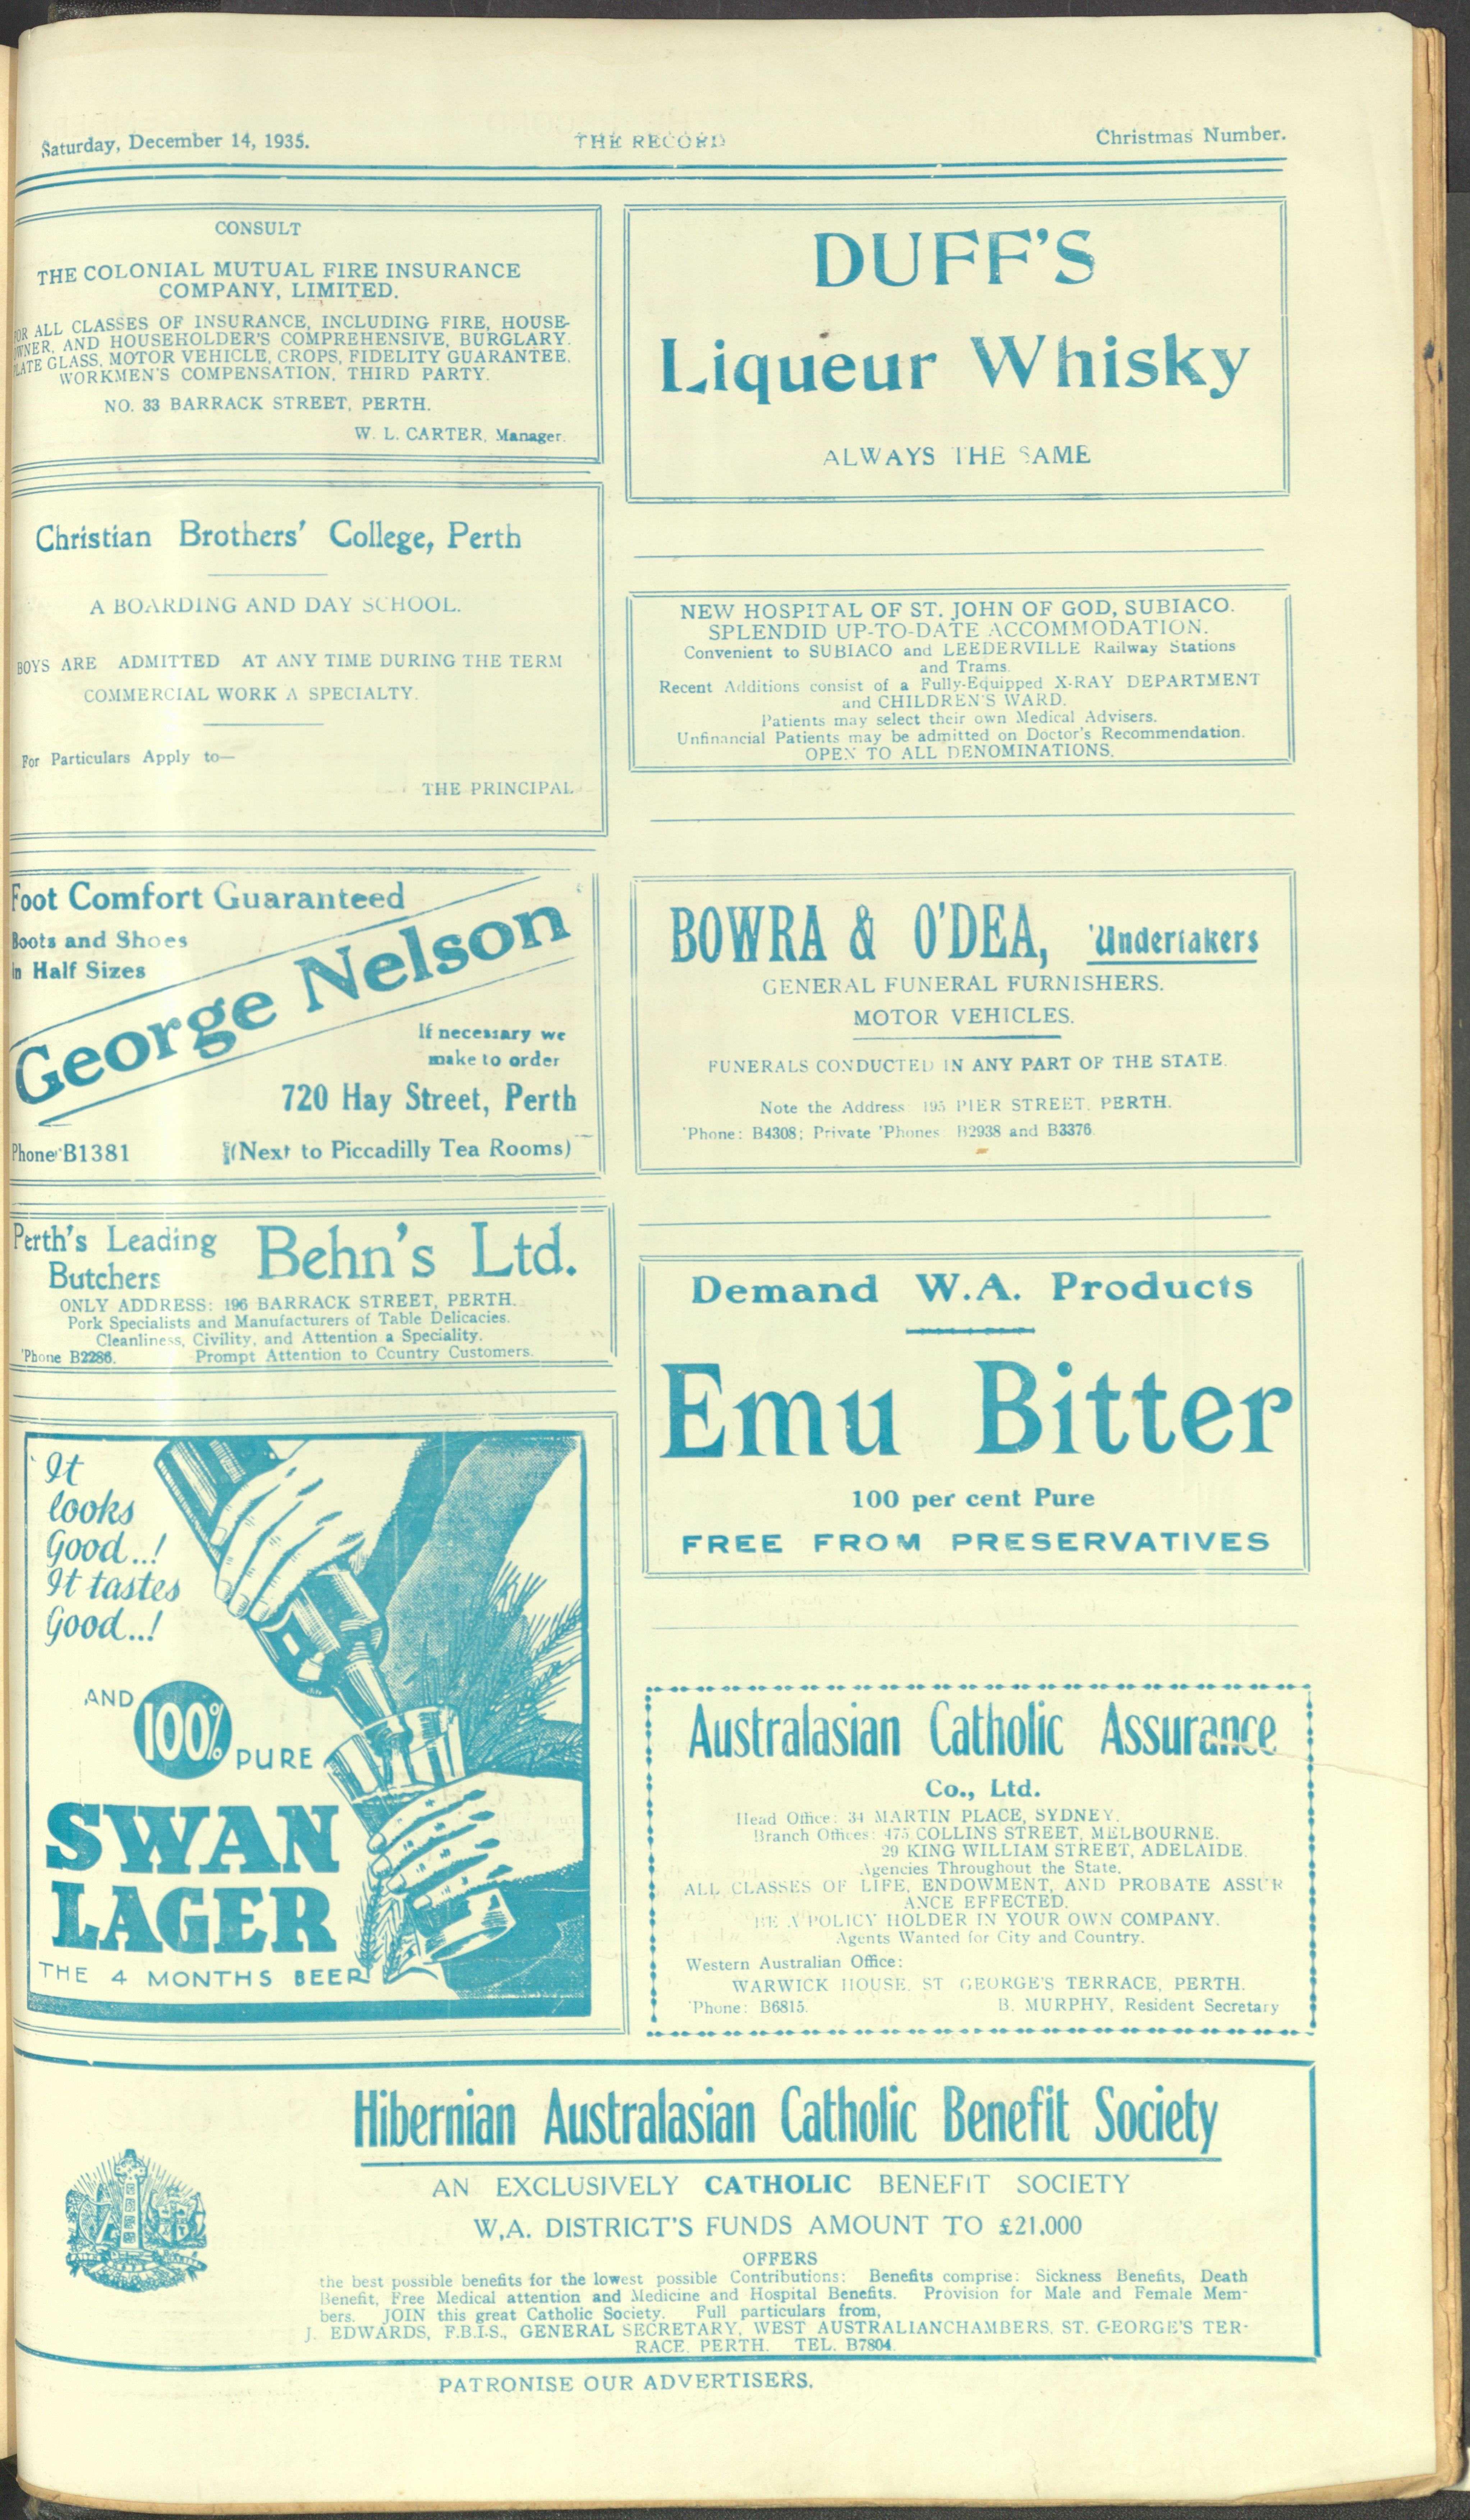 Saturday, December 14, 1935.
THE RECORD
Christmas Number.
CONSULT
THE COLONIAL MUTUAL FIRE INSURANCE
COMPANY, LIMITED.
FOR ALL CLASSES OF INSURANCE, INCLUDING FIRE, HOUSE-
OWNER, AND HOUSEHOLDER'S COMPREHENSIVE, BURGLARY.
PLATE GLASS, MOTOR VEHICLE, CROPS, FIDELITY GUARANTEE.
WORKMEN'S COMPENSATION, THIRD PARTY.
NO. 33 BARRACK STREET, PERTH.
W. L. CARTER, Manager.
Christian Brothers' College, Perth
A BOARDING AND DAY SCHOOL.
BOYS ARE ADMITTED AT ANY TIME DURING THE TERM
COMMERCIAL WORK A SPECIALTY.
For Particulars Apply to—
THE PRINCIPAL
Foot Comfort Guaranteed
Boots and Shoes
in Half Sizes
George Nelson
If necessary we
make to order
720 Hay Street, Perth
Phone B1381
(Next to Piccadilly Tea Rooms)
Perth's Leading
Butchers
Behn's Ltd.
ONLY ADDRESS: 196 BARRACK STREET, PERTH.
Pork Specialists and Manufacturers of Table Delicacies.
Cleanliness, Civility, and Attention a Speciality.
'Phone B2286. Prompt Attention to Country Customers.
It
looks
Good..!
It tastes
Good..!
AND
100%
PURE
SWAN
LAGER
THE 4 MONTHS BEER
DUFF'S
Liqueur Whisky
ALWAYS THE SAME
NEW HOSPITAL OF ST. JOHN OF GOD, SUBIACO.
SPLENDID UP-TO-DATE ACCOMMODATION.
Convenient to SUBIACO and LEEDERVILLE Railway Stations
and Trams.
Recent Additions consist of a Fully-Equipped X-RAY DEPARTMENT
and CHILDREN'S WARD.
Patients may select their own Medical Advisers.
Unfinancial Patients may be admitted on Doctor's Recommendation.
OPEN TO ALL DENOMINATIONS.
BOWRA & O'DEA, 'Undertakers
GENERAL FUNERAL FURNISHERS.
MOTOR VEHICLES.
FUNERALS CONDUCTED IN ANY PART OF THE STATE.
Note the Address: 195 PIER STREET, PERTH.
'Phone: B4308; Private 'Phones: B2938 and B3376.
Demand W.A. Products
Emu Bitter
100 per cent Pure
FREE FROM PRESERVATIVES
Australasian Catholic Assurance
Co., Ltd.
Head Office: 34 MARTIN PLACE, SYDNEY.
Branch Offices: 475 COLLINS STREET, MELBOURNE.
29 KING WILLIAM STREET, ADELAIDE.
Agencies Throughout the State.
ALL CLASSES OF LIFE, ENDOWMENT, AND PROBATE ASSUR
ANCE EFFECTED.
BE A POLICY HOLDER IN YOUR OWN COMPANY.
Agents Wanted for City and Country.
Western Australian Office:
WARWICK HOUSE, ST GEORGE'S TERRACE, PERTH.
'Phone: B6815.
B. MURPHY, Resident Secretary
Hibernian Australasian Catholic Benefit Society
AN EXCLUSIVELY CATHOLIC BENEFIT SOCIETY
W.A. DISTRICT'S FUNDS AMOUNT TO £21,000
OFFERS
the best possible benefits for the lowest possible Contributions: Benefits comprise: Sickness Benefits, Death
Benefit, Free Medical attention and Medicine and Hospital Benefits. Provision for Male and Female Mem-
bers. JOIN this great Catholic Society. Full particulars from,
J. EDWARDS, F.B.I.S., GENERAL SECRETARY, WEST AUSTRALIANCHAMBERS, ST. GEORGE'S TER-
RACE, PERTH. TEL. B7804.
PATRONISE OUR ADVERTISERS.